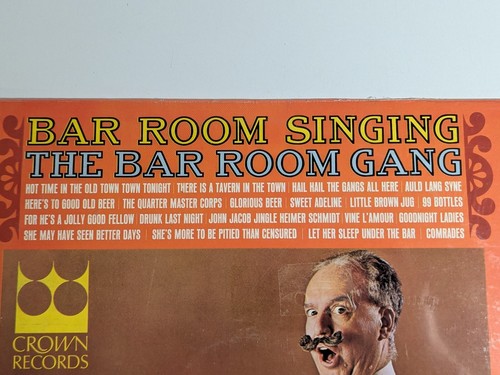 BAR ROOM SINGING
THE BAR ROOM GANG
HOT TIME IN THE OLD TOWN TOWN TONIGHT | THERE IS A TAVERN IN THE TOWN | HAIL HAIL THE GANGS ALL HERE | AULD LANG SYNE
HERE'S TO GOOD OLD BEER | THE QUARTER MASTER CORPS | GLORIOUS BEER | SWEET ADELINE | LITTLE BROWN JUG | 99 BOTTLES
FOR HE'S A JOLLY GOOD FELLOW | DRUNK LAST NIGHT | JOHN JACOB JINGLE HEIMER SCHMIDT | VINE L'AMOUR | GOODNIGHT LADIES
SHE MAY HAVE SEEN BETTER DAYS | SHE'S MORE TO BE PITIED THAN CENSURED | LET HER SLEEP UNDER THE BAR | COMRADES
CROWN
RECORDS